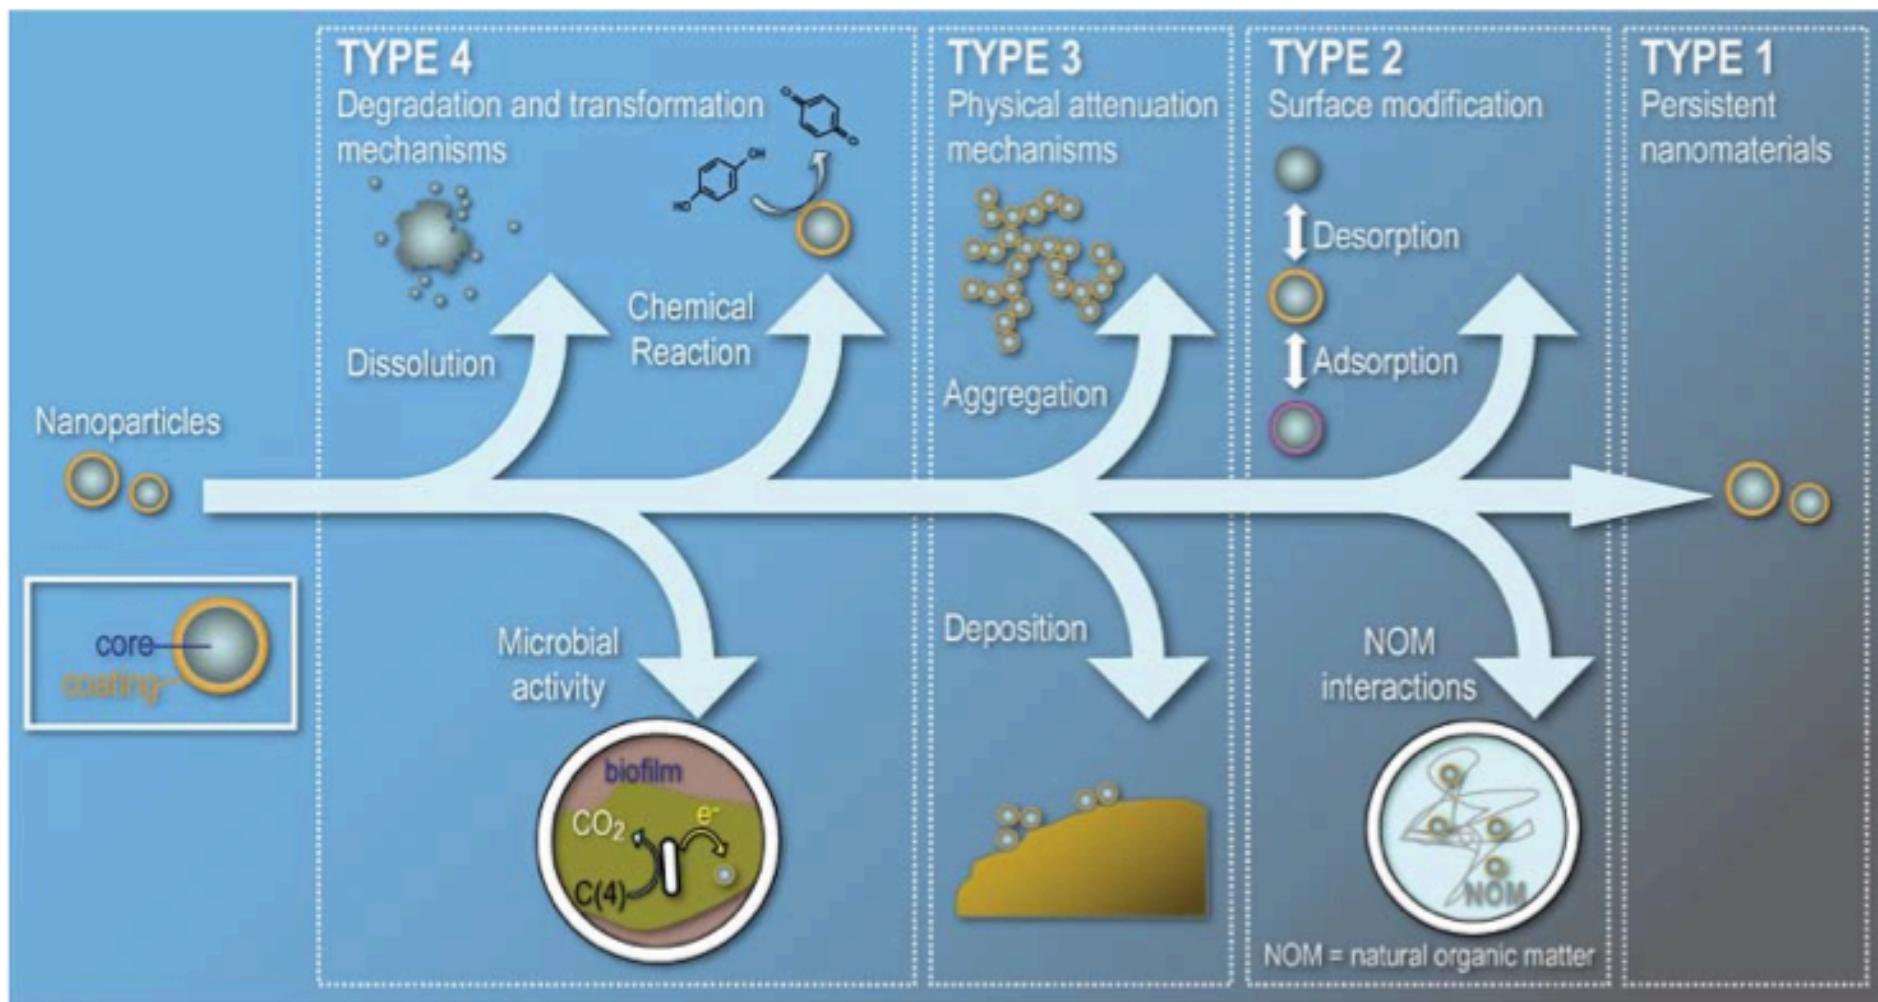 TYPE 4
Degradation and transformation
mechanisms
OH
HO
O
O
Dissolution
Chemical
Reaction
Microbial
activity
biofilm
CO₂
e⁻
C(4)
TYPE 3
Physical attenuation
mechanisms
Aggregation
Deposition
TYPE 2
Surface modification
Desorption
Adsorption
NOM
interactions
NOM
NOM = natural organic matter
TYPE 1
Persistent
nanomaterials
Nanoparticles
core
coating